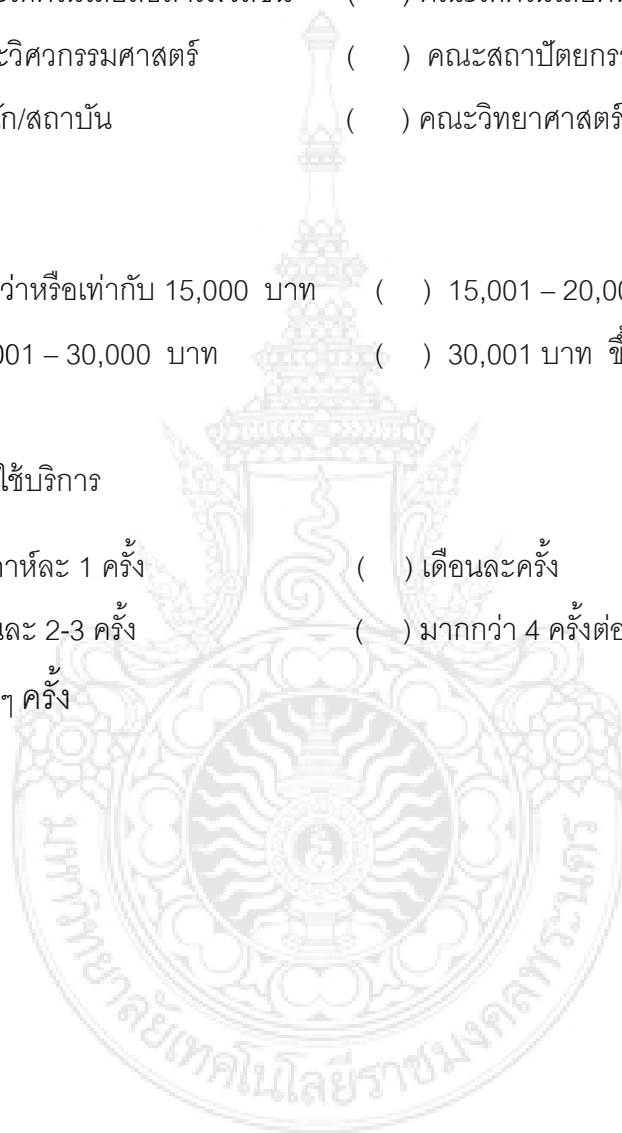 ะวิศวกรรมศาสตร์ ( ) คณะสถาปัตยกรร
ัก/สถาบัน ( ) คณะวิทยาศาสตร์
ว่าหรือเท่ากับ 15,000 บาท ( ) 15,001 – 20,00
001 – 30,000 บาท ( ) 30,001 บาท ขึ้
ใช้บริการ
าห์ละ 1 ครั้ง ( ) เดือนละครั้ง
นละ 2-3 ครั้ง ( ) มากกว่า 4 ครั้งต่อ
ๆ ครั้ง
มหาวิทยาลัยเทคโนโลยีราชมงคลพระนคร